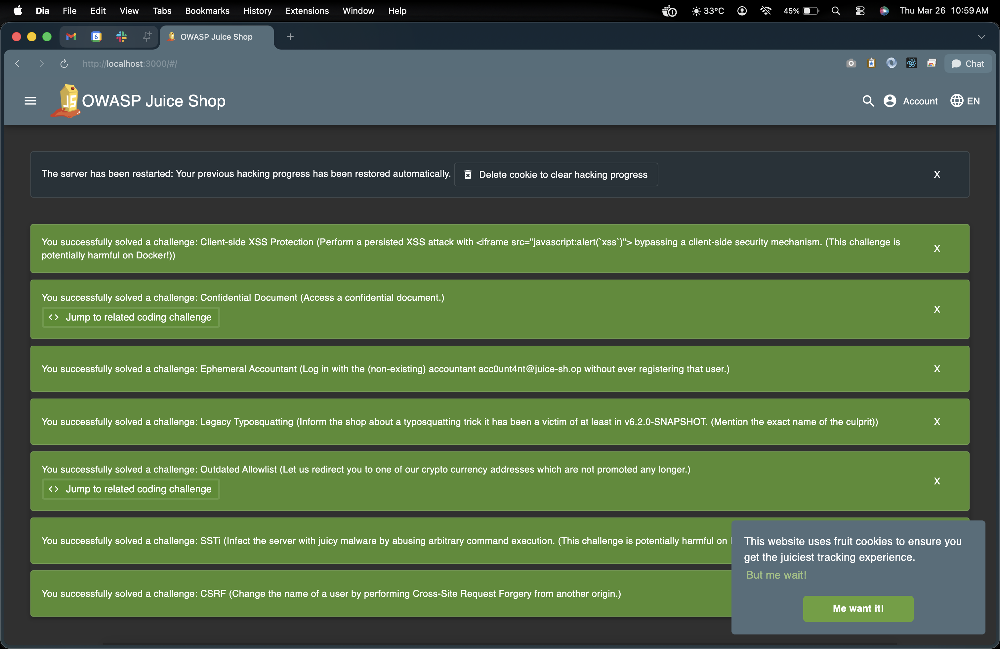 Dia File Edit View Tabs Bookmarks History Extensions Window Help 33°C 45% Thu Mar 26 10:59 AM
6 OWASP Juice Shop
http://localhost:3000/#/ Chat
JS OWASP Juice Shop Account EN
The server has been restarted: Your previous hacking progress has been restored automatically. Delete cookie to clear hacking progress X
You successfully solved a challenge: Client-side XSS Protection (Perform a persisted XSS attack with <iframe src="javascript:alert(`xss`)"> bypassing a client-side security mechanism. (This challenge is
potentially harmful on Docker!)) X
You successfully solved a challenge: Confidential Document (Access a confidential document.)
<> Jump to related coding challenge X
You successfully solved a challenge: Ephemeral Accountant (Log in with the (non-existing) accountant acc0unt4nt@juice-sh.op without ever registering that user.) X
You successfully solved a challenge: Legacy Typosquatting (Inform the shop about a typosquatting trick it has been a victim of at least in v6.2.0-SNAPSHOT. (Mention the exact name of the culprit)) X
You successfully solved a challenge: Outdated Allowlist (Let us redirect you to one of our crypto currency addresses which are not promoted any longer.)
<> Jump to related coding challenge X
You successfully solved a challenge: SSTi (Infect the server with juicy malware by abusing arbitrary command execution. (This challenge is potentially harmful on
You successfully solved a challenge: CSRF (Change the name of a user by performing Cross-Site Request Forgery from another origin.)
This website uses fruit cookies to ensure you
get the juiciest tracking experience.
But me wait!
Me want it!